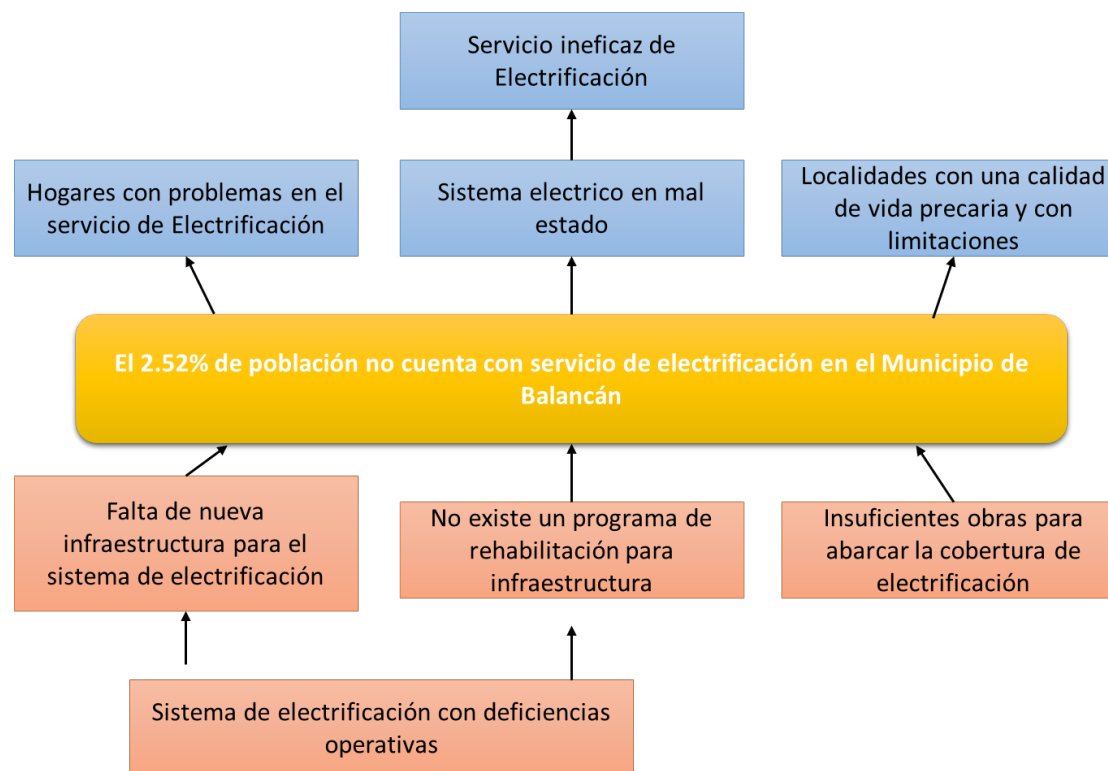 Servicio ineficaz de
Electrificación
Hogares con problemas en el
servicio de Electrificación
Sistema electrico en mal
estado
Localidades con una calidad
de vida precaria y con
limitaciones
El 2.52% de población no cuenta con servicio de electrificación en el Municipio de
Balancán
Falta de nueva
infraestructura para el
sistema de electrificación
No existe un programa de
rehabilitación para
infraestructura
Insuficientes obras para
abarcar la cobertura de
electrificación
Sistema de electrificación con deficiencias
operativas